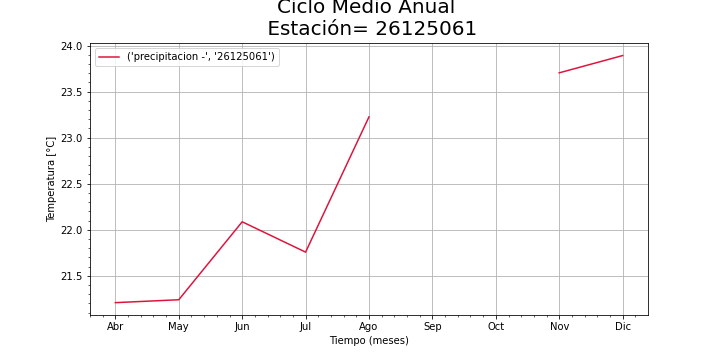 Ciclo Medio Anual
Estación= 26125061
('precipitacion -', '26125061')
Temperatura [°C]
24.0
23.5
23.0
22.5
22.0
21.5
Abr May Jun Jul Ago Sep Oct Nov Dic
Tiempo (meses)